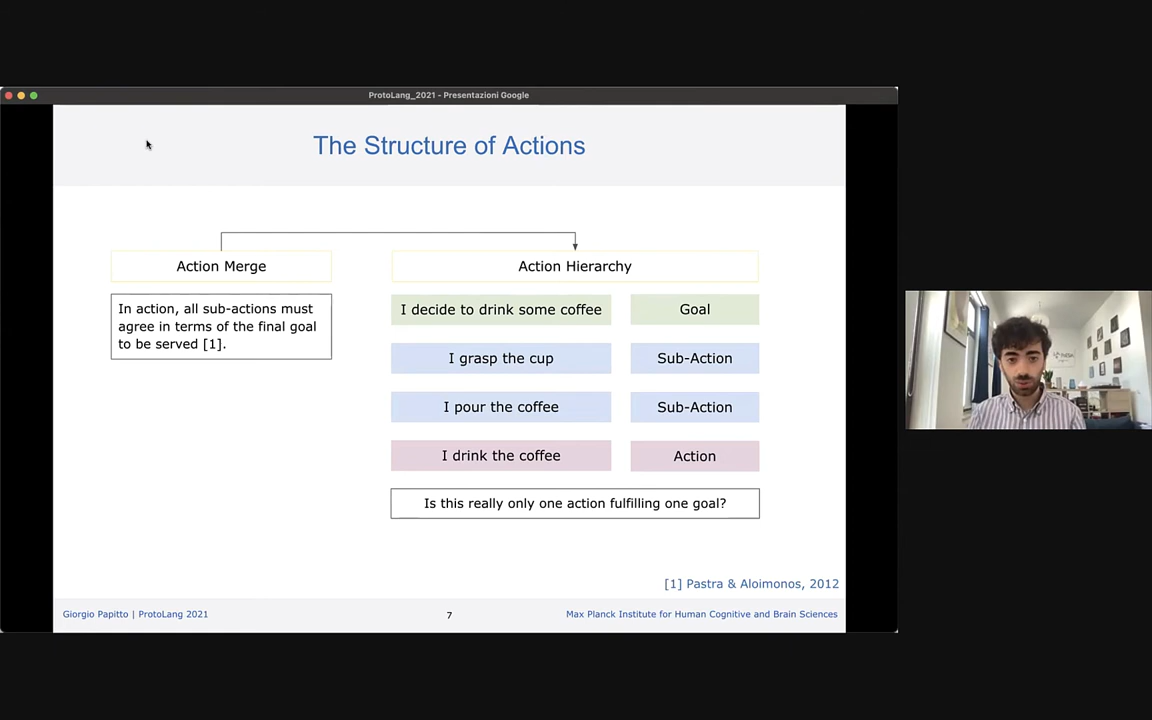 ProtoLang_2021 - Presentazioni Google
The Structure of Actions
Action Merge
In action, all sub-actions must
agree in terms of the final goal
to be served [1].
Action Hierarchy
I decide to drink some coffee
Goal
I grasp the cup
Sub-Action
I pour the coffee
Sub-Action
I drink the coffee
Action
Is this really only one action fulfilling one goal?
[1] Pastra & Aloimonos, 2012
Giorgio Papitto | ProtoLang 2021
7
Max Planck Institute for Human Cognitive and Brain Sciences